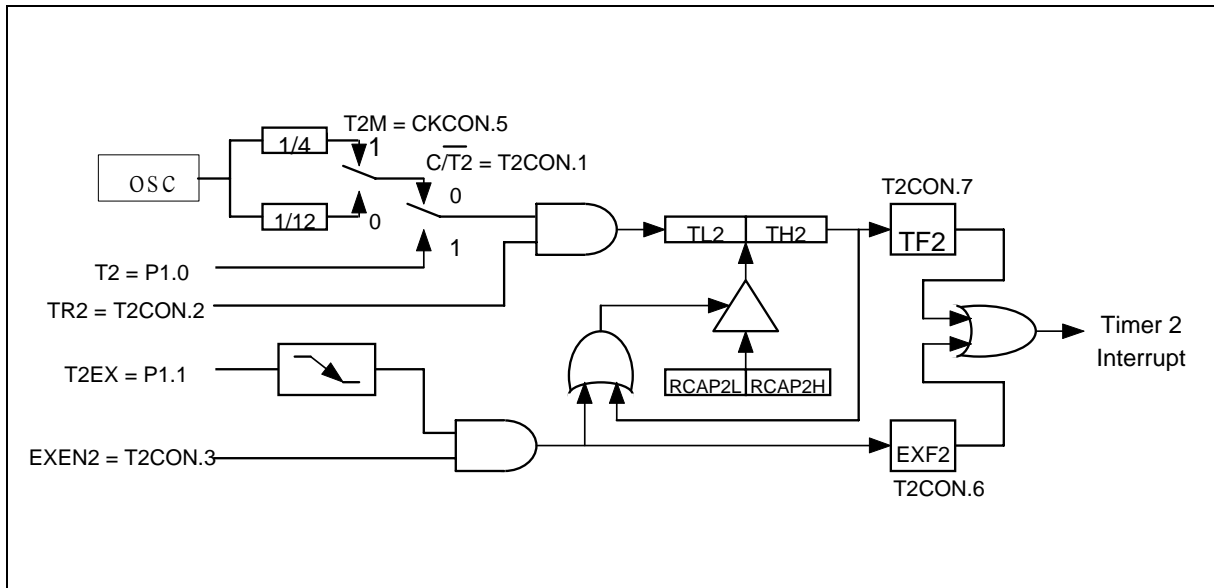 T2M = CKCON.5
1/4
1
C/T2 = T2CON.1
OSC
0
T2CON.7
1/12
0
TL2
TH2
TF2
1
T2 = P1.0
TR2 = T2CON.2
Timer 2
Interrupt
T2EX = P1.1
RCAP2L
RCAP2H
EXEN2 = T2CON.3
EXF2
T2CON.6